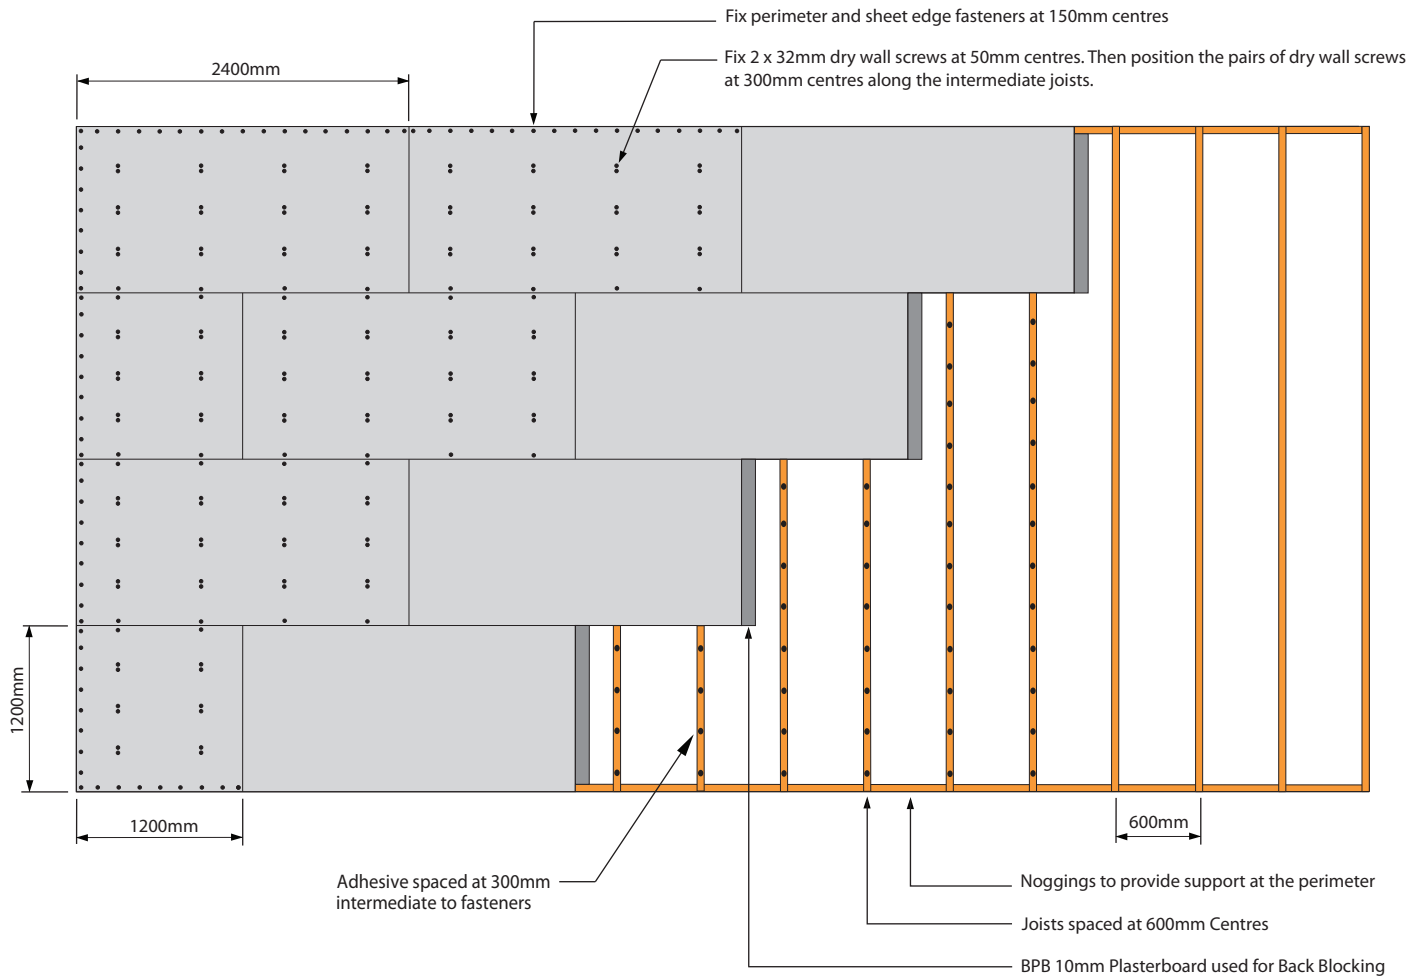 Fix perimeter and sheet edge fasteners at 150mm centres
Fix 2 x 32mm dry wall screws at 50mm centres. Then position the pairs of dry wall screws
at 300mm centres along the intermediate joists.
2400mm
1200mm
1200mm
600mm
Adhesive spaced at 300mm
intermediate to fasteners
Noggings to provide support at the perimeter
Joists spaced at 600mm Centres
BPB 10mm Plasterboard used for Back Blocking